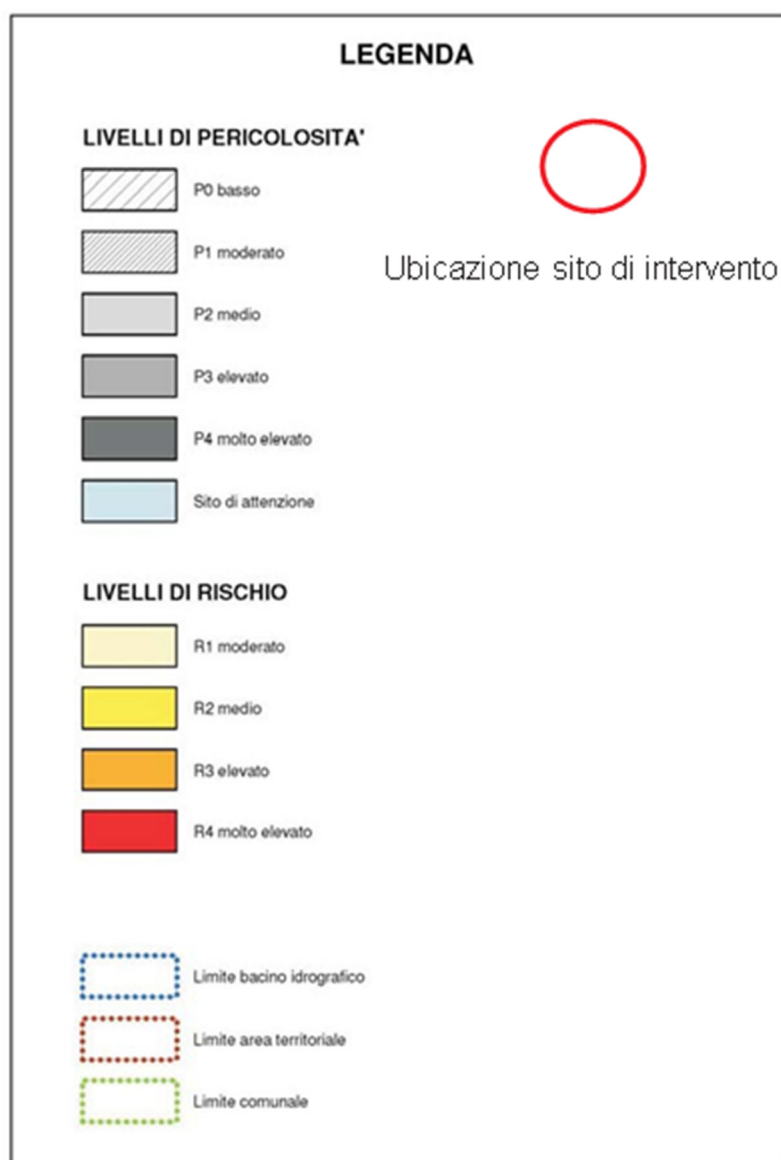 LEGENDA
LIVELLI DI PERICOLOSITA'
P0 basso
P1 moderato
P2 medio
P3 elevato
P4 molto elevato
Sito di attenzione
Ubicazione sito di intervento
LIVELLI DI RISCHIO
R1 moderato
R2 medio
R3 elevato
R4 molto elevato
Limite bacino idrografico
Limite area territoriale
Limite comunale